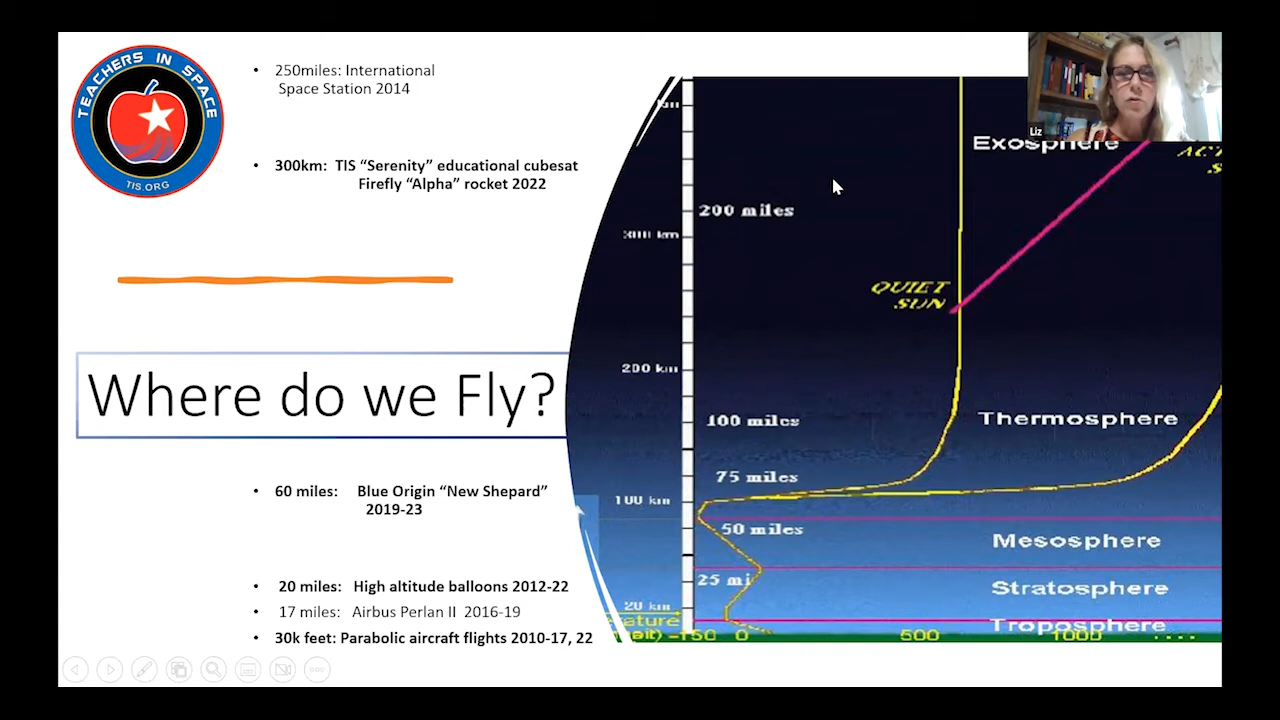 TEACHERS IN SPACE
TIS.ORG
• 250miles: International
Space Station 2014
• 300km: TIS “Serenity” educational cubesat
Firefly “Alpha” rocket 2022
Where do we Fly?
• 60 miles: Blue Origin “New Shepard”
2019-23
• 20 miles: High altitude balloons 2012-22
• 17 miles: Airbus Perlan II 2016-19
• 30k feet: Parabolic aircraft flights 2010-17, 22
Liz
Exosphere
200 miles
300 km
QUIET
SUN
200 km
100 miles
Thermosphere
75 miles
100 km
50 miles
Mesosphere
25 mi
Stratosphere
20 km
Troposphere
-150 0 500 1000